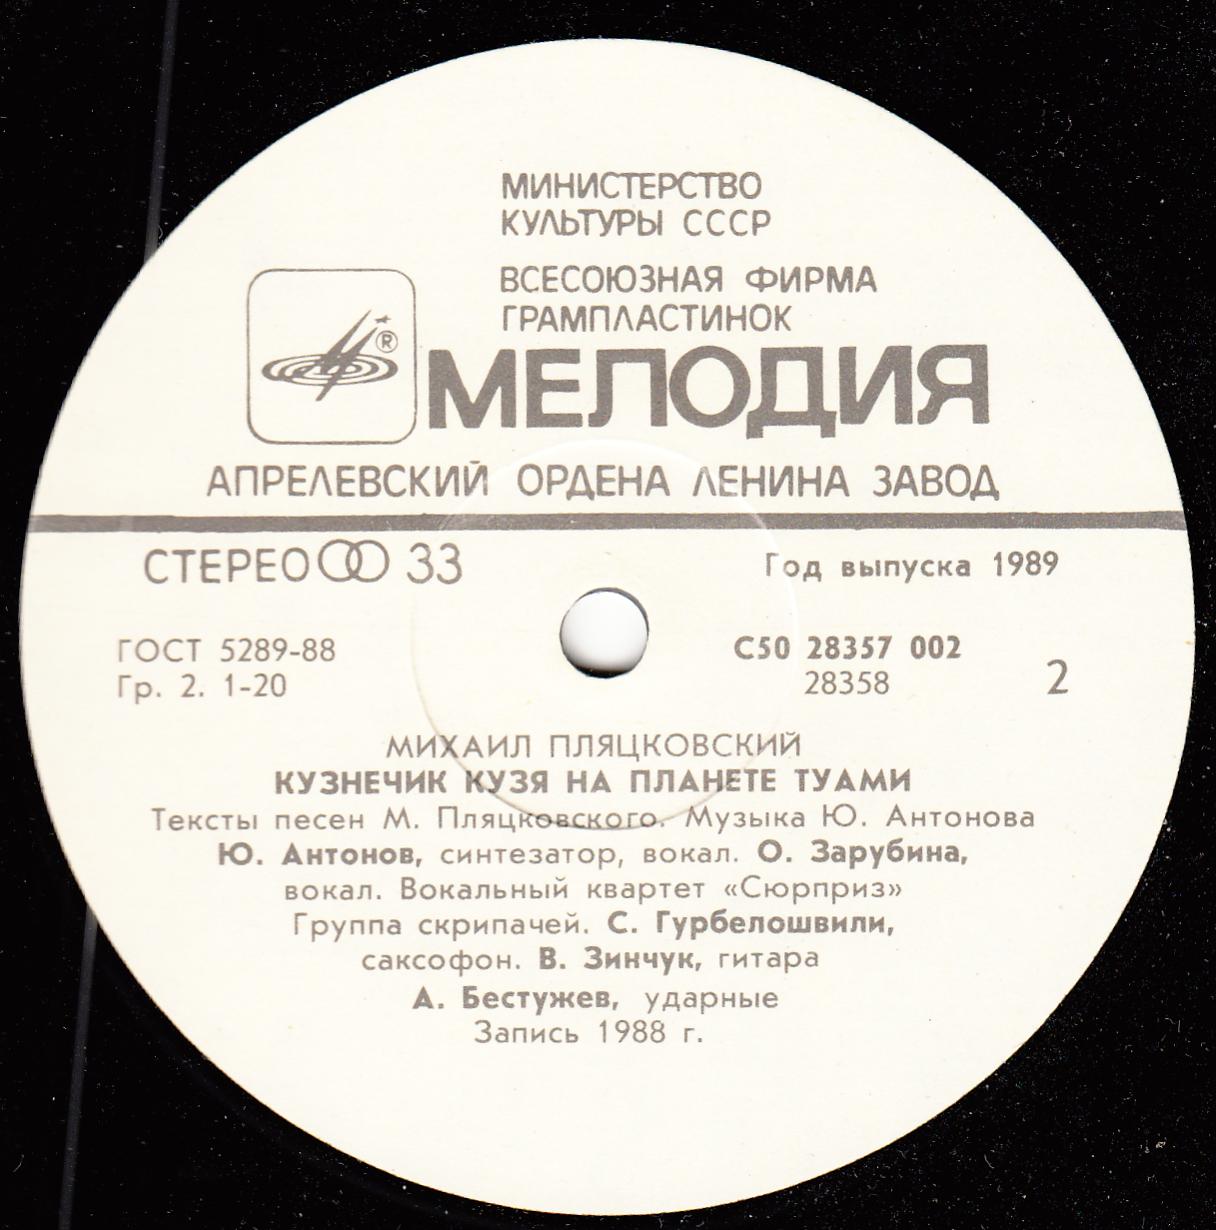 МИНИСТЕРСТВО
КУЛЬТУРЫ СССР
ВСЕСОЮЗНАЯ ФИРМА
ГРАМПЛАСТИНОК
®
МЕЛОДИЯ
АПРЕЛЕВСКИЙ ОРДЕНА ЛЕНИНА ЗАВОД
СТЕРЕО 33
Год выпуска 1989
ГОСТ 5289-88
Гр. 2. 1-20
С50 28357 002
28358
2
МИХАИЛ ПЛЯЦКОВСКИЙ
КУЗНЕЧИК КУЗЯ НА ПЛАНЕТЕ ТУАМИ
Тексты песен М. Пляцковского. Музыка Ю. Антонова
Ю. Антонов, синтезатор, вокал. О. Зарубина,
вокал. Вокальный квартет «Сюрприз»
Группа скрипачей. С. Гурбелошвили,
саксофон. В. Зинчук, гитара
А. Бестужев, ударные
Запись 1988 г.